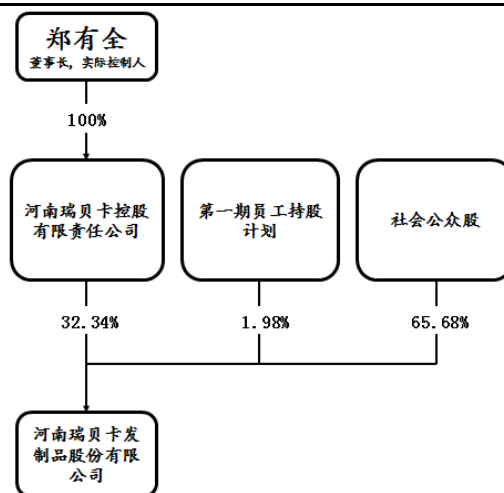 郑有全
董事长，实际控制人
100%
河南瑞贝卡控股
有限责任公司
第一期员工持股
计划
社会公众股
32.34%
1.98%
65.68%
河南瑞贝卡发
制品股份有限
公司